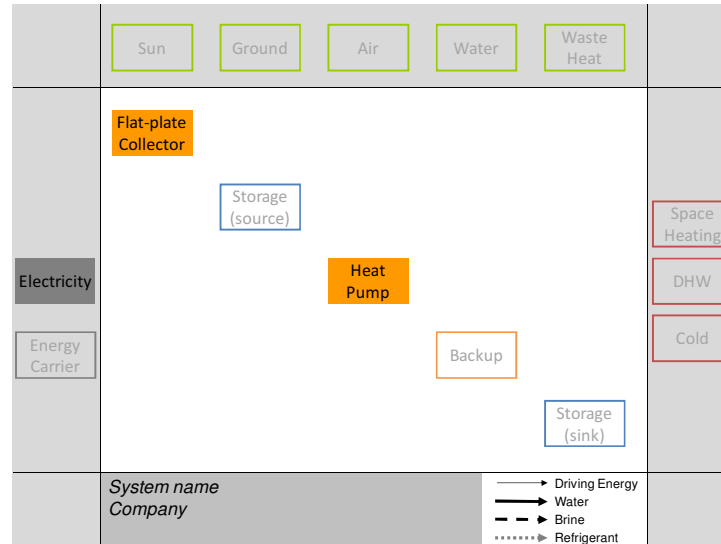 Sun
Ground
Air
Water
Waste
Heat
Flat-plate
Collector
Storage
(source)
Space
Heating
Electricity
Heat
Pump
DHW
Energy
Carrier
Backup
Cold
Storage
(sink)
System name
Company
Driving Energy
Water
Brine
Refrigerant